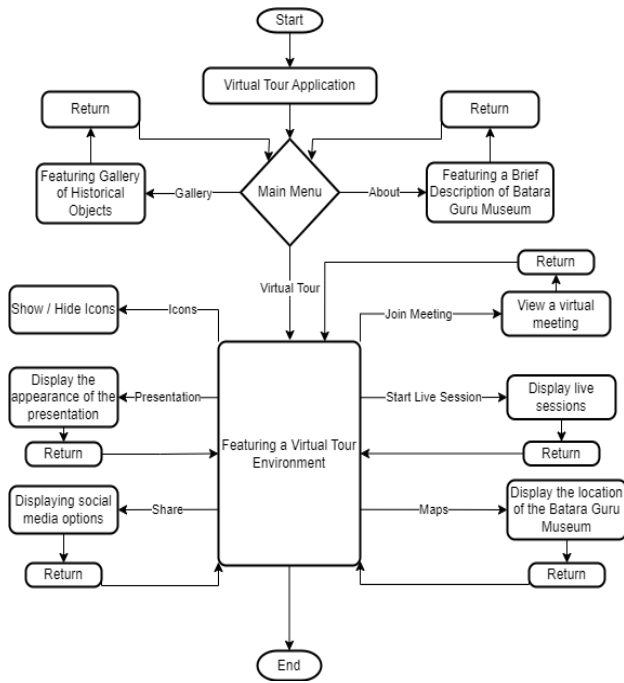 Start
Virtual Tour Application
Return
Return
Featuring Gallery
of Historical
Objects
Gallery
Main Menu
About
Featuring a Brief
Description of Batara
Guru Museum
Virtual Tour
Return
Show / Hide Icons
Icons
Join Meeting
View a virtual
meeting
Display the
appearance of the
presentation
Presentation
Start Live Session
Display live
sessions
Return
Featuring a Virtual Tour
Environment
Return
Displaying social
media options
Share
Maps
Display the location
of the Batara Guru
Museum
Return
Return
End